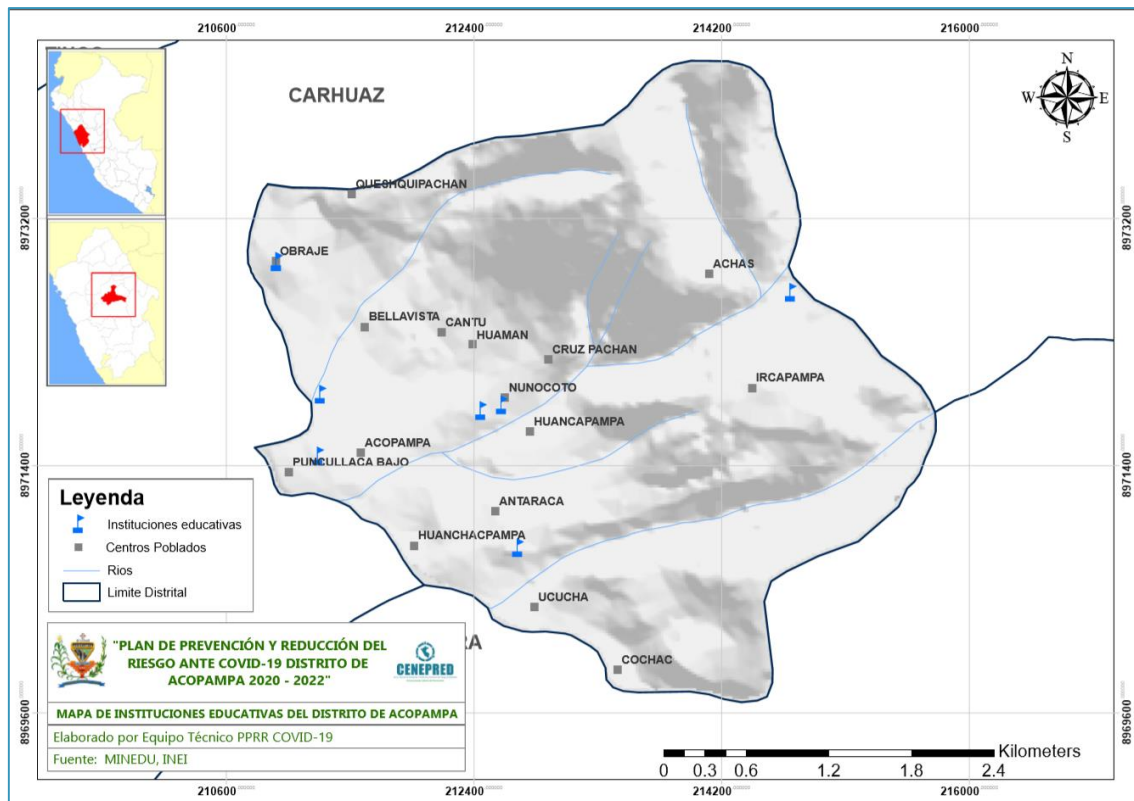 210600
212400
214200
216000
CARHUAZ
N
W
E
S
QUESHQUIPACHAN
8973200
8973200
OBRAJE
ACHAS
BELLAVISTA
CANTU
HUAMAN
CRUZ PACHAN
IRCAPAMPA
NUNOCOTO
HUANCAPAMPA
ACOPAMPA
PUNCULLACA BAJO
8971400
8971400
ANTARACA
HUANCHACPAMPA
UCUCHA
COCHAC
Leyenda
Instituciones educativas
Centros Poblados
Rios
Limite Distrital
"PLAN DE PREVENCIÓN Y REDUCCIÓN DEL
RIESGO ANTE COVID-19 DISTRITO DE
ACOPAMPA 2020 - 2022"
CENEPRED
RA
MAPA DE INSTITUCIONES EDUCATIVAS DEL DISTRITO DE ACOPAMPA
Elaborado por Equipo Técnico PPRR COVID-19
Fuente: MINEDU, INEI
8969600
8969600
Kilometers
0 0.3 0.6 1.2 1.8 2.4
210600
212400
214200
216000